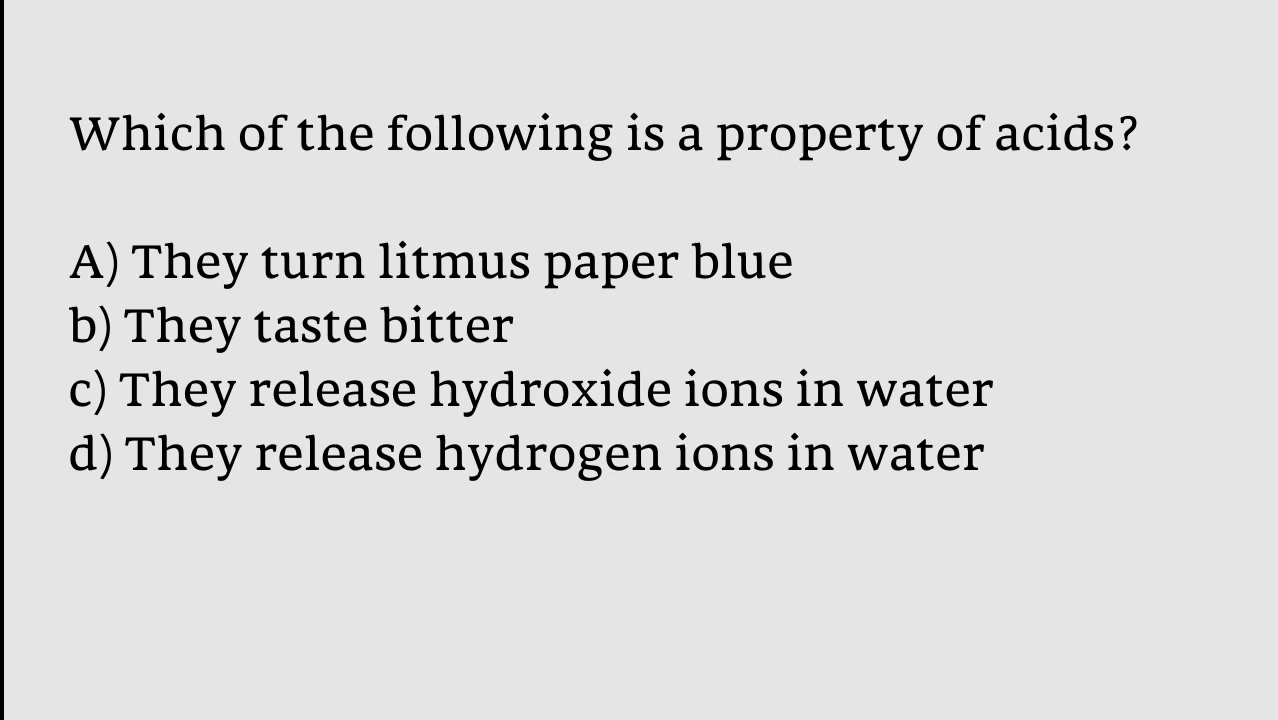 Which of the following is a property of acids?
A) They turn litmus paper blue
b) They taste bitter
c) They release hydroxide ions in water
d) They release hydrogen ions in water